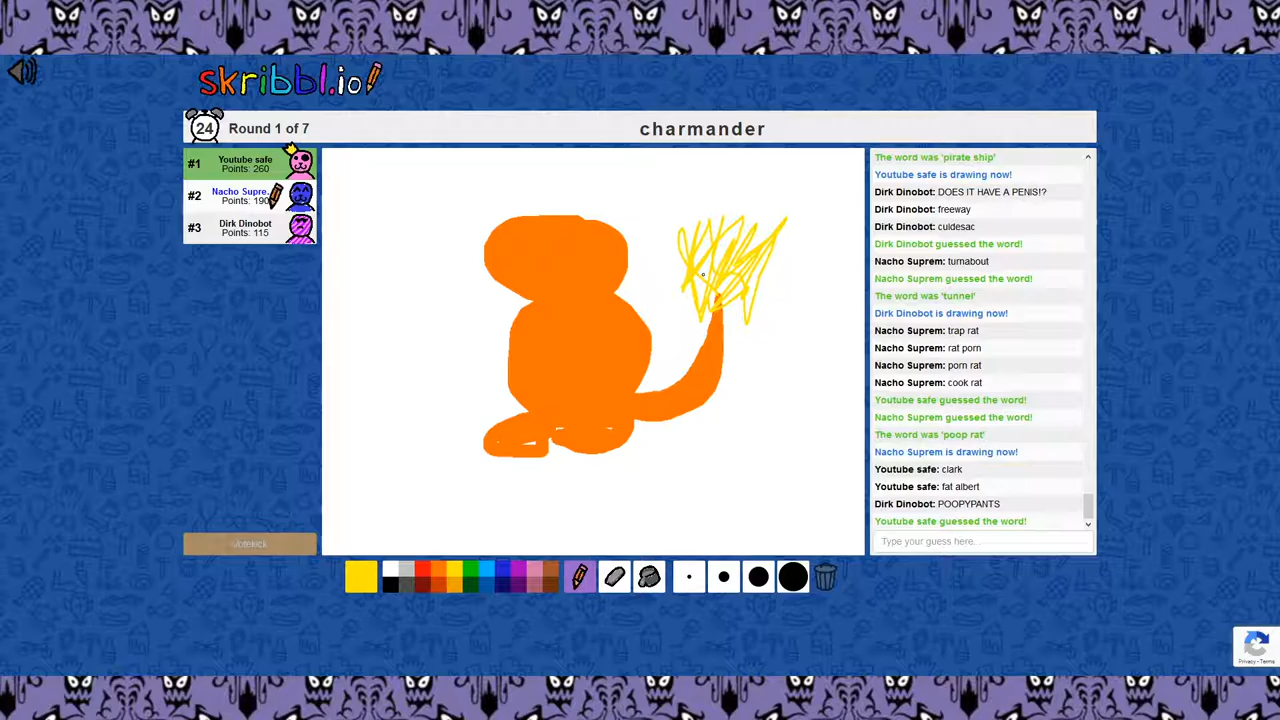 skribbl.io
24
Round 1 of 7
charmander
#1
Youtube safe
Points: 260
#2
Nacho Supre...
Points: 190
#3
Dirk Dinobot
Points: 115
Votekick
The word was 'pirate ship'
Youtube safe is drawing now!
Dirk Dinobot: DOES IT HAVE A PENIS!?
Dirk Dinobot: freeway
Dirk Dinobot: culdesac
Dirk Dinobot guessed the word!
Nacho Suprem: turnabout
Nacho Suprem guessed the word!
The word was 'tunnel'
Dirk Dinobot is drawing now!
Nacho Suprem: trap rat
Nacho Suprem: rat porn
Nacho Suprem: porn rat
Nacho Suprem: cook rat
Youtube safe guessed the word!
Nacho Suprem guessed the word!
The word was 'poop rat'
Nacho Suprem is drawing now!
Youtube safe: clark
Youtube safe: fat albert
Dirk Dinobot: POOPYPANTS
Youtube safe guessed the word!
Type your guess here...
Privacy - Terms